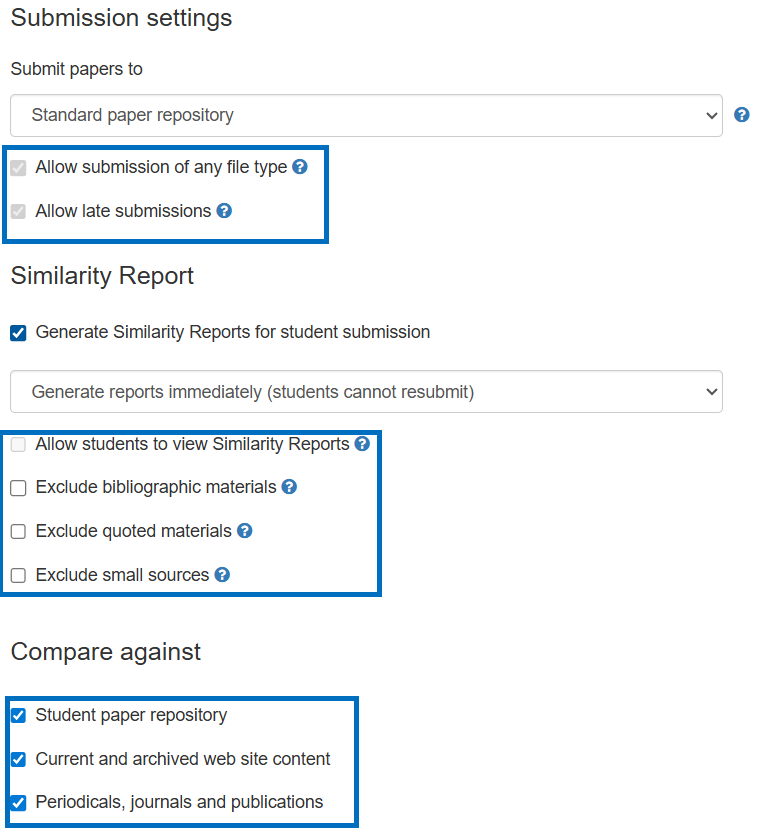 Submission settings
Submit papers to
Standard paper repository
Allow submission of any file type
Allow late submissions
Similarity Report
Generate Similarity Reports for student submission
Generate reports immediately (students cannot resubmit)
Allow students to view Similarity Reports
Exclude bibliographic materials
Exclude quoted materials
Exclude small sources
Compare against
Student paper repository
Current and archived web site content
Periodicals, journals and publications